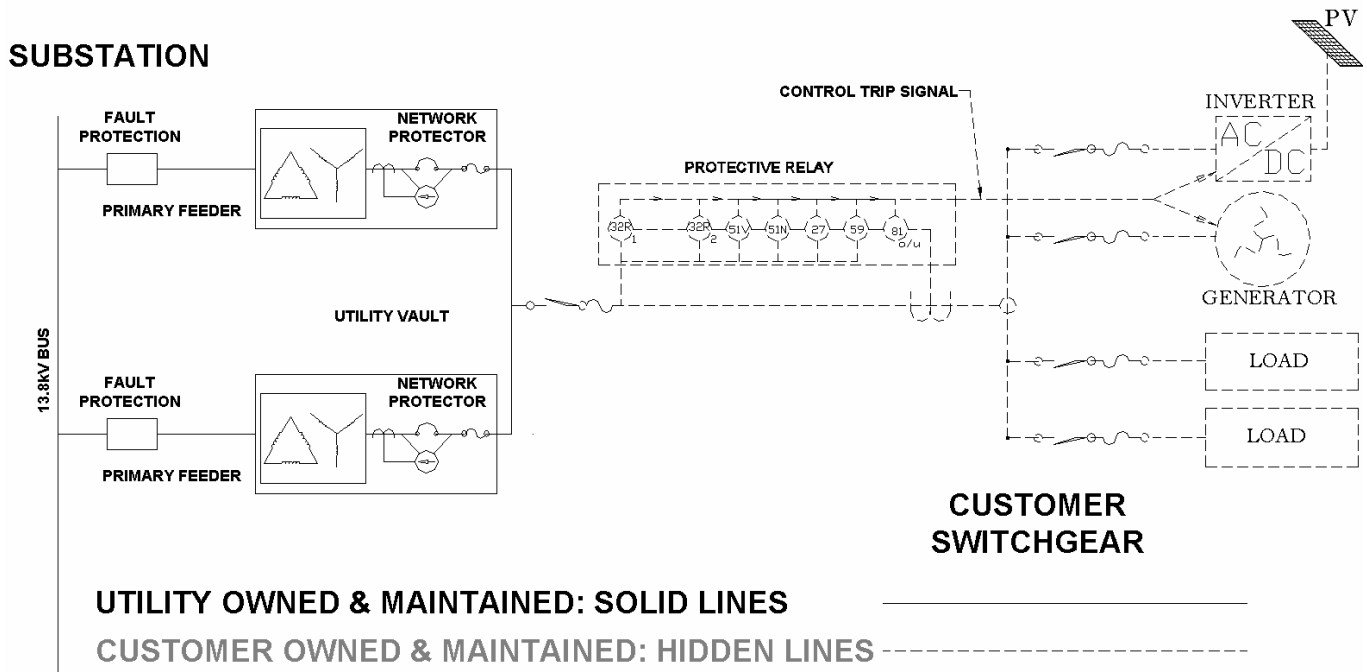 SUBSTATION
PV
CONTROL TRIP SIGNAL
INVERTER
AC
DC
FAULT
PROTECTION
NETWORK
PROTECTOR
PROTECTIVE RELAY
PRIMARY FEEDER
32R
1
32R
2
51V
51N
27
59
81
o/u
GENERATOR
UTILITY VAULT
13.8kV BUS
FAULT
PROTECTION
NETWORK
PROTECTOR
PRIMARY FEEDER
LOAD
LOAD
CUSTOMER
SWITCHGEAR
UTILITY OWNED & MAINTAINED: SOLID LINES
CUSTOMER OWNED & MAINTAINED: HIDDEN LINES